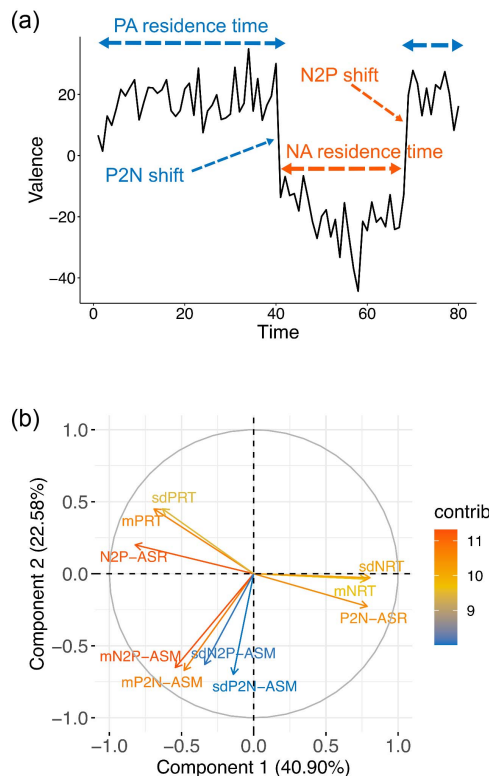 (a)
PA residence time
N2P shift
P2N shift
NA residence time
Valence
20
0
−20
−40
0
20
40
60
80
Time
(b)
1.0
0.5
0.0
−0.5
−1.0
Component 2 (22.58%)
sdPRT
mPRT
N2P−ASR
sdNRT
mNRT
P2N−ASR
mN2P−ASM
sdN2P−ASM
mP2N−ASM
sdP2N−ASM
−1.0
−0.5
0.0
0.5
1.0
Component 1 (40.90%)
contrib
11
10
9